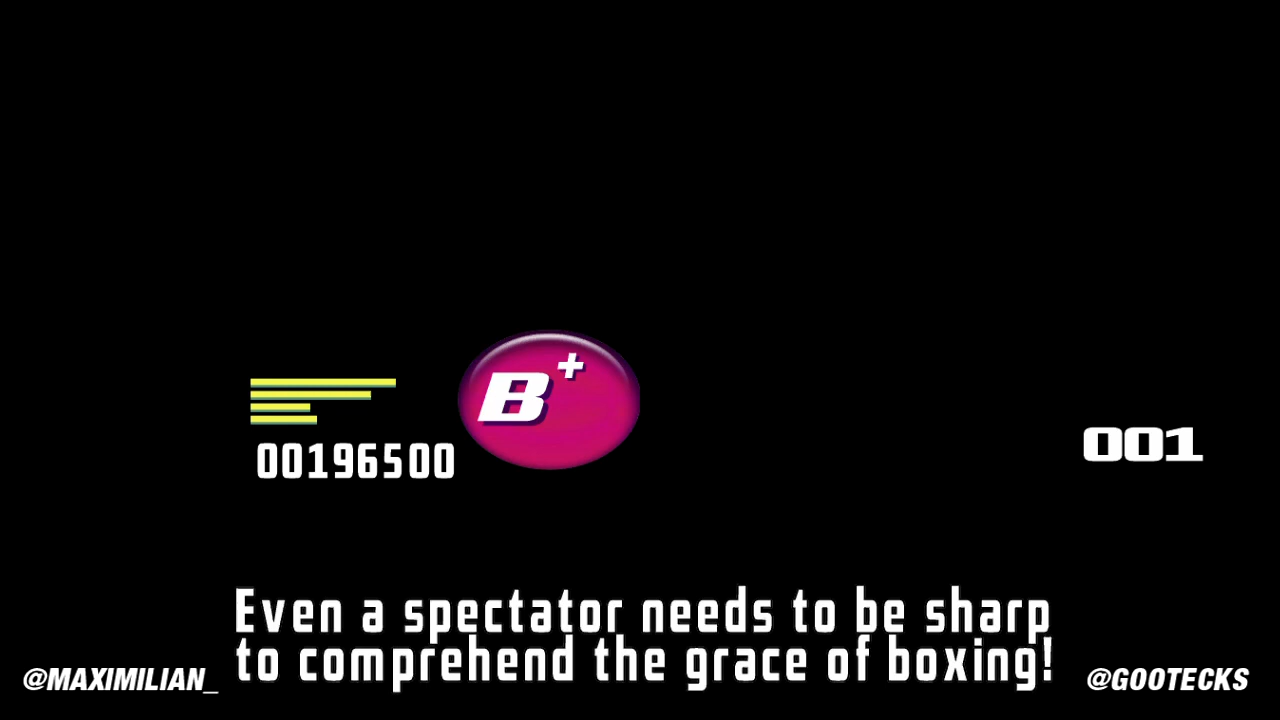 B+
00196500
001
Even a spectator needs to be sharp
to comprehend the grace of boxing!
@MAXIMILIAN_
@GOOTECKS